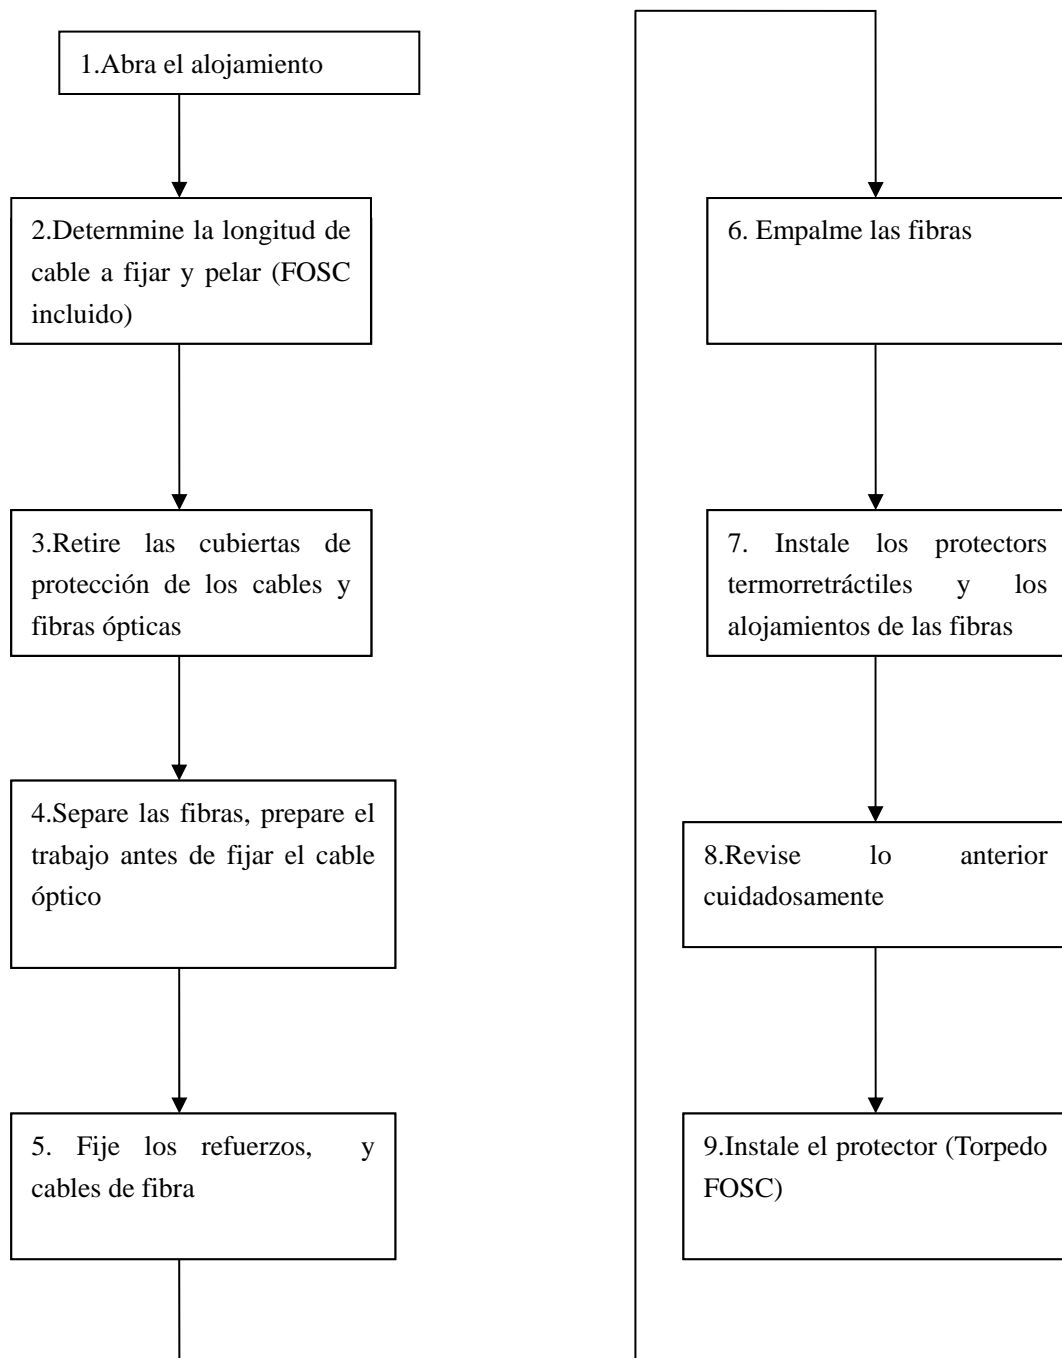 1.Abra el alojamiento
2.Deternmine la longitud de
cable a fijar y pelar (FOSC
incluido)
3.Retire las cubiertas de
protección de los cables y
fibras ópticas
4.Separe las fibras, prepare el
trabajo antes de fijar el cable
óptico
5. Fije los refuerzos, y
cables de fibra
6. Empalme las fibras
7. Instale los protectors
termorretráctiles y los
alojamientos de las fibras
8.Revise lo anterior
cuidadosamente
9.Instale el protector (Torpedo
FOSC)